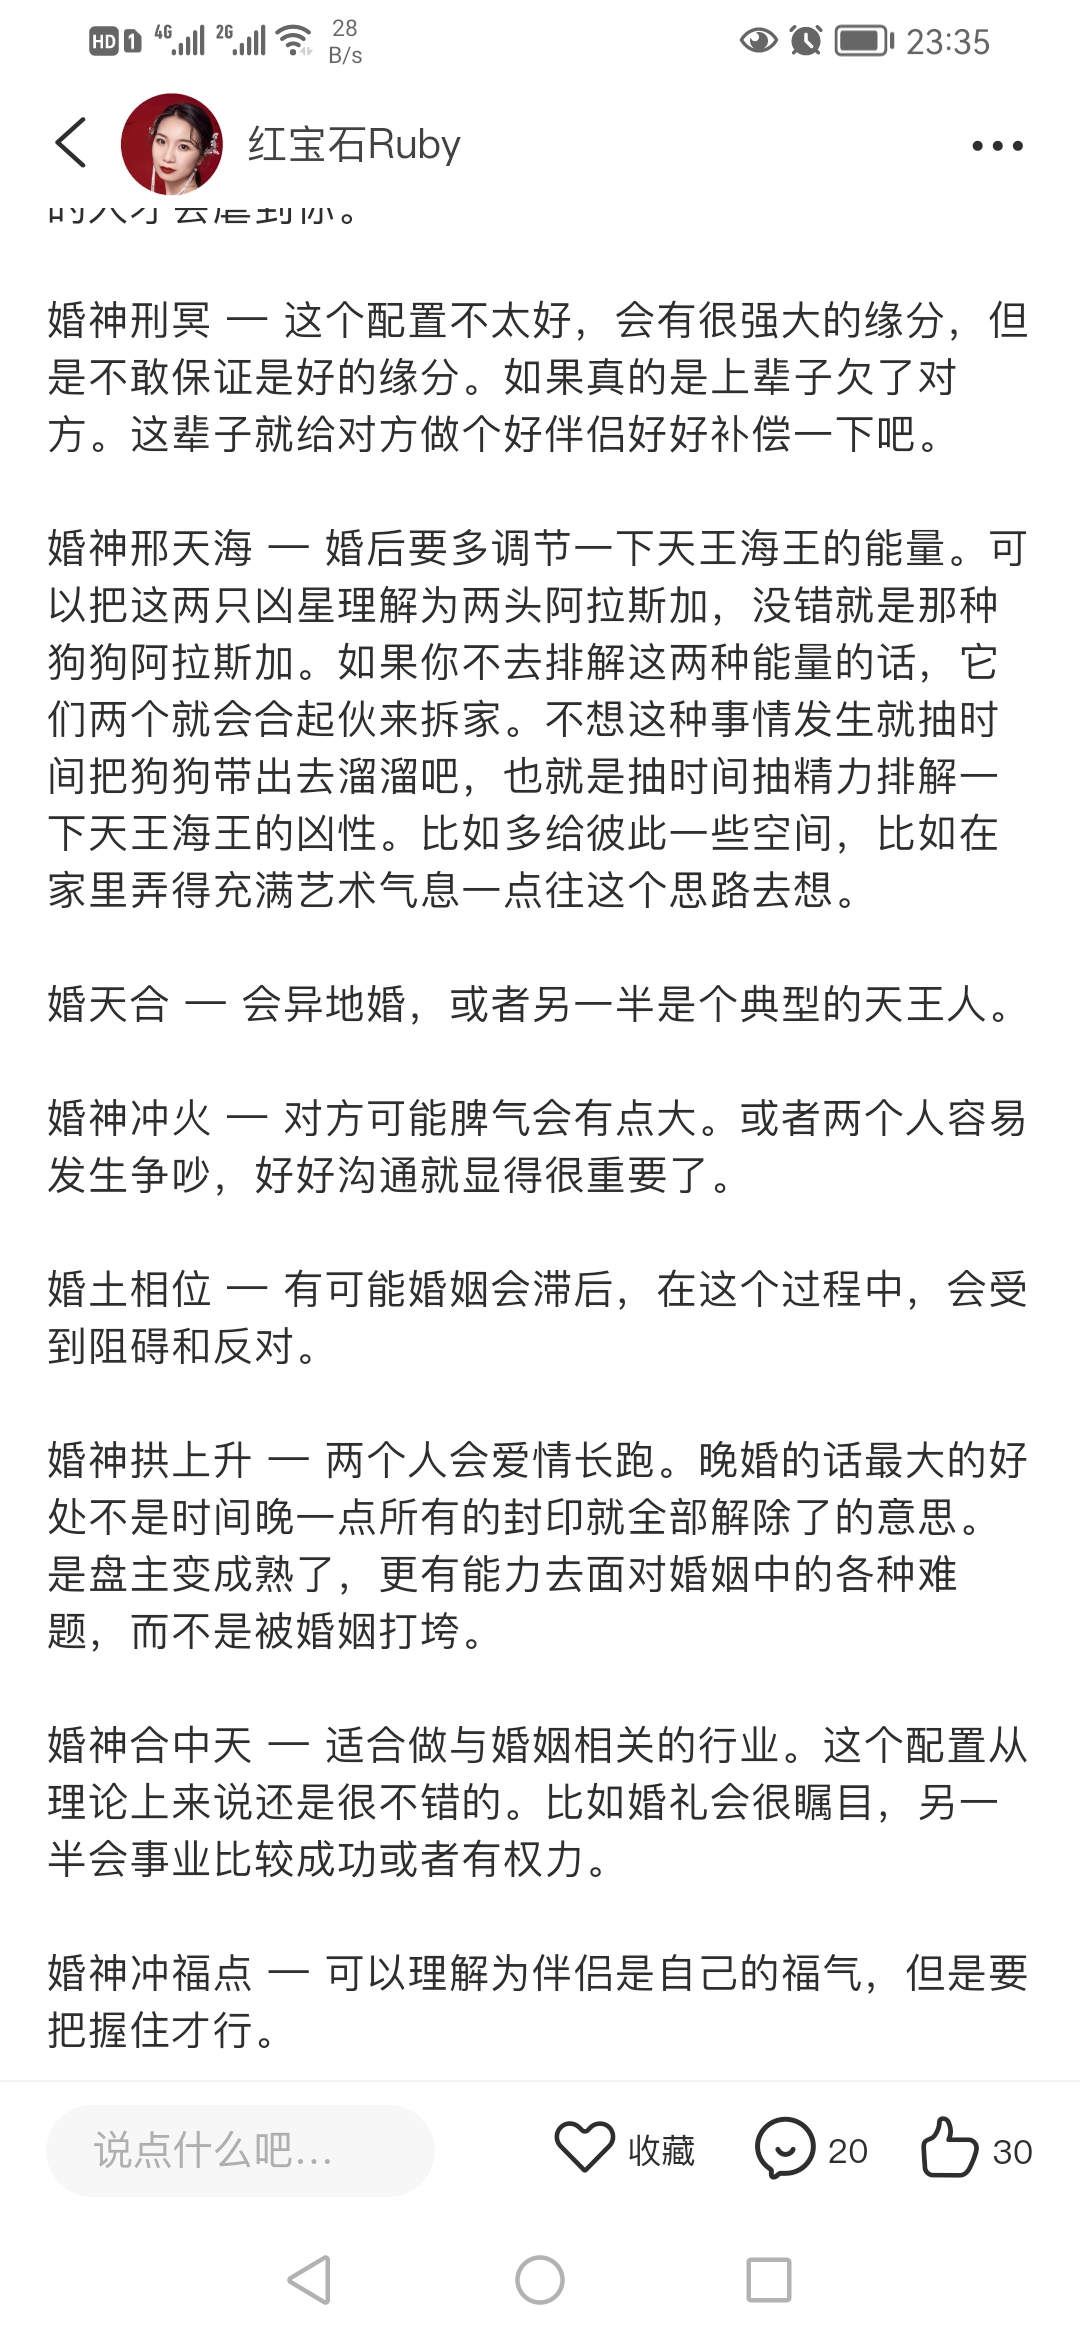 HD 1 4G 2G 28 B/s 23:35
红宝石Ruby
的人才会虐到你。
婚神刑冥 — 这个配置不太好，会有很强大的缘分，但
是不敢保证是好的缘分。如果真的是上辈子欠了对
方。这辈子就给对方做个好伴侣好好补偿一下吧。
婚神邢天海 — 婚后要多调节一下天王海王的能量。可
以把这两只凶星理解为两头阿拉斯加，没错就是那种
狗狗阿拉斯加。如果你不去排解这两种能量的话，它
们两个就会合起伙来拆家。不想这种事情发生就抽时
间把狗狗带出去溜溜吧，也就是抽时间抽精力排解一
下天王海王的凶性。比如多给彼此一些空间，比如在
家里弄得充满艺术气息一点往这个思路去想。
婚天合 — 会异地婚，或者另一半是个典型的天王人。
婚神冲火 — 对方可能脾气会有点大。或者两个人容易
发生争吵，好好沟通就显得很重要了。
婚土相位 — 有可能婚姻会滞后，在这个过程中，会受
到阻碍和反对。
婚神拱上升 — 两个人会爱情长跑。晚婚的话最大的好
处不是时间晚一点所有的封印就全部解除了的意思。
是盘主变成熟了，更有能力去面对婚姻中的各种难
题，而不是被婚姻打垮。
婚神合中天 — 适合做与婚姻相关的行业。这个配置从
理论上来说还是很不错的。比如婚礼会很瞩目，另一
半会事业比较成功或者有权力。
婚神冲福点 — 可以理解为伴侣是自己的福气，但是要
把握住才行。
说点什么吧... 收藏 20 30